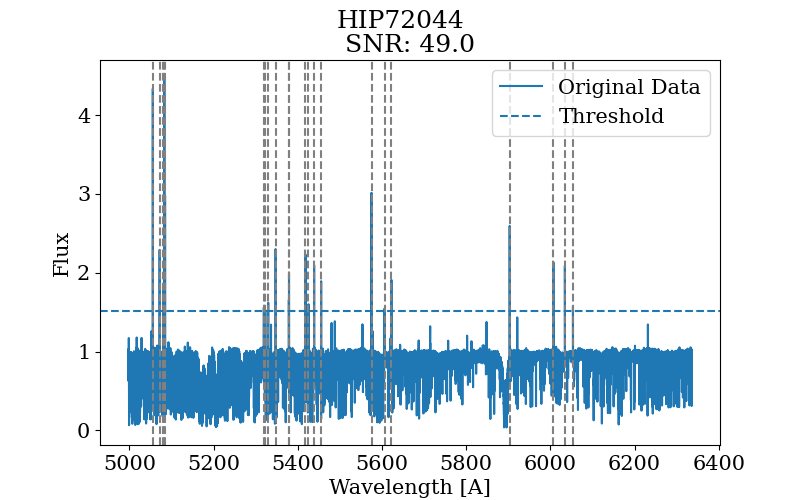 HIP72044
SNR: 49.0
Original Data
Threshold
Flux
4
3
2
1
0
5000 5200 5400 5600 5800 6000 6200 6400
Wavelength [A]